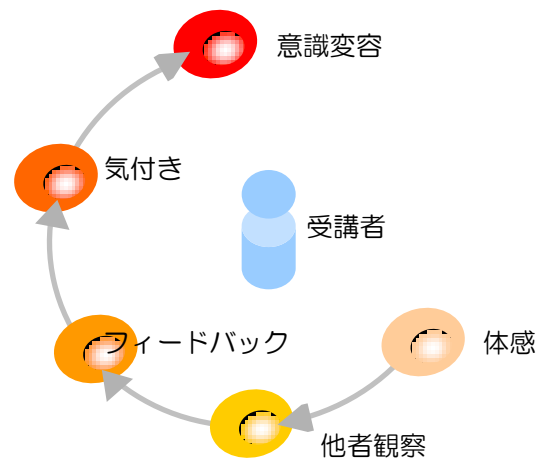 意識変容
気付き
受講者
フィードバック
体感
他者観察